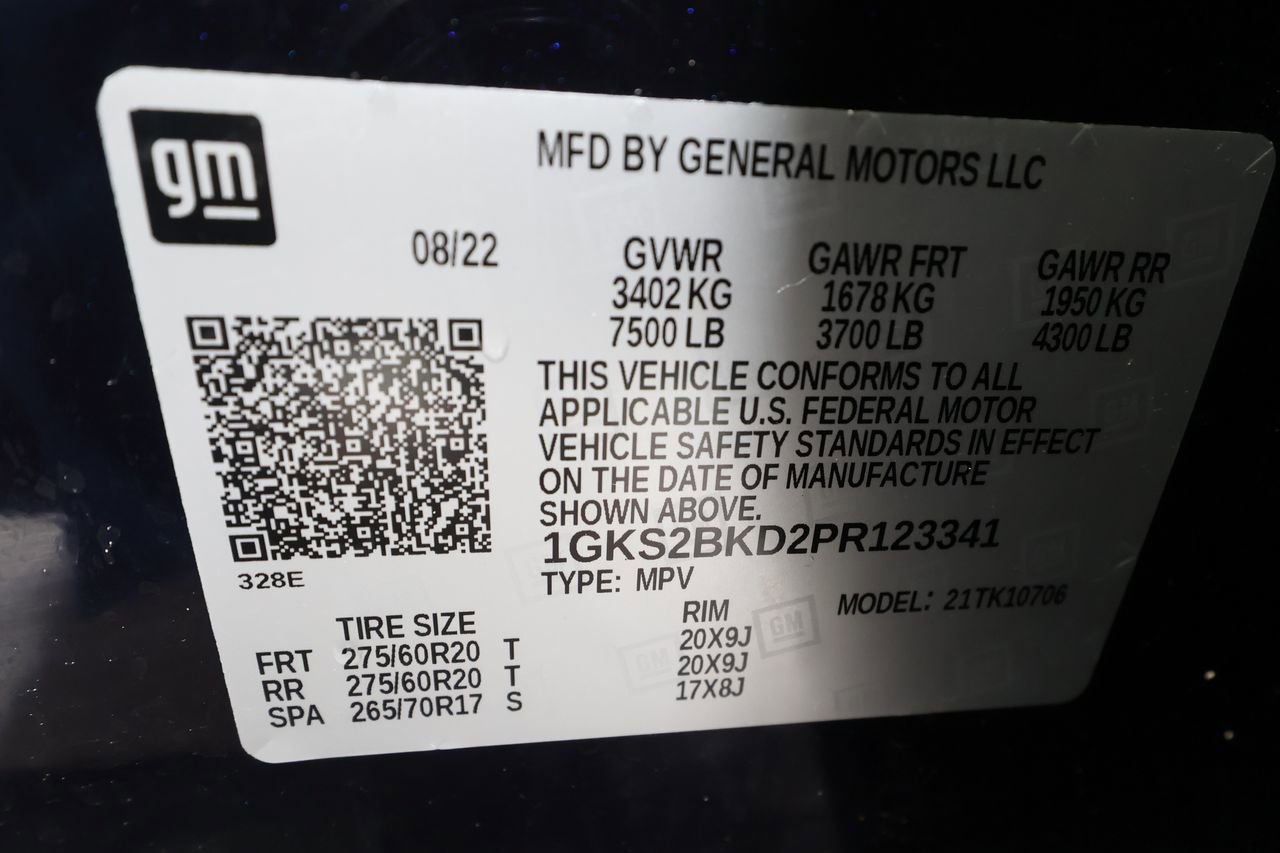 gm
MFD BY GENERAL MOTORS LLC
08/22
GVWR GAWR FRT GAWR RR
3402 KG 1678 KG 1950 KG
7500 LB 3700 LB 4300 LB
THIS VEHICLE CONFORMS TO ALL
APPLICABLE U.S. FEDERAL MOTOR
VEHICLE SAFETY STANDARDS IN EFFECT
ON THE DATE OF MANUFACTURE
SHOWN ABOVE.
1GKS2BKD2PR123341
328E
TYPE: MPV
MODEL: 21TK10706
TIRE SIZE RIM
FRT 275/60R20 T 20X9J
RR 275/60R20 T 20X9J
SPA 265/70R17 S 17X8J
GM
GM